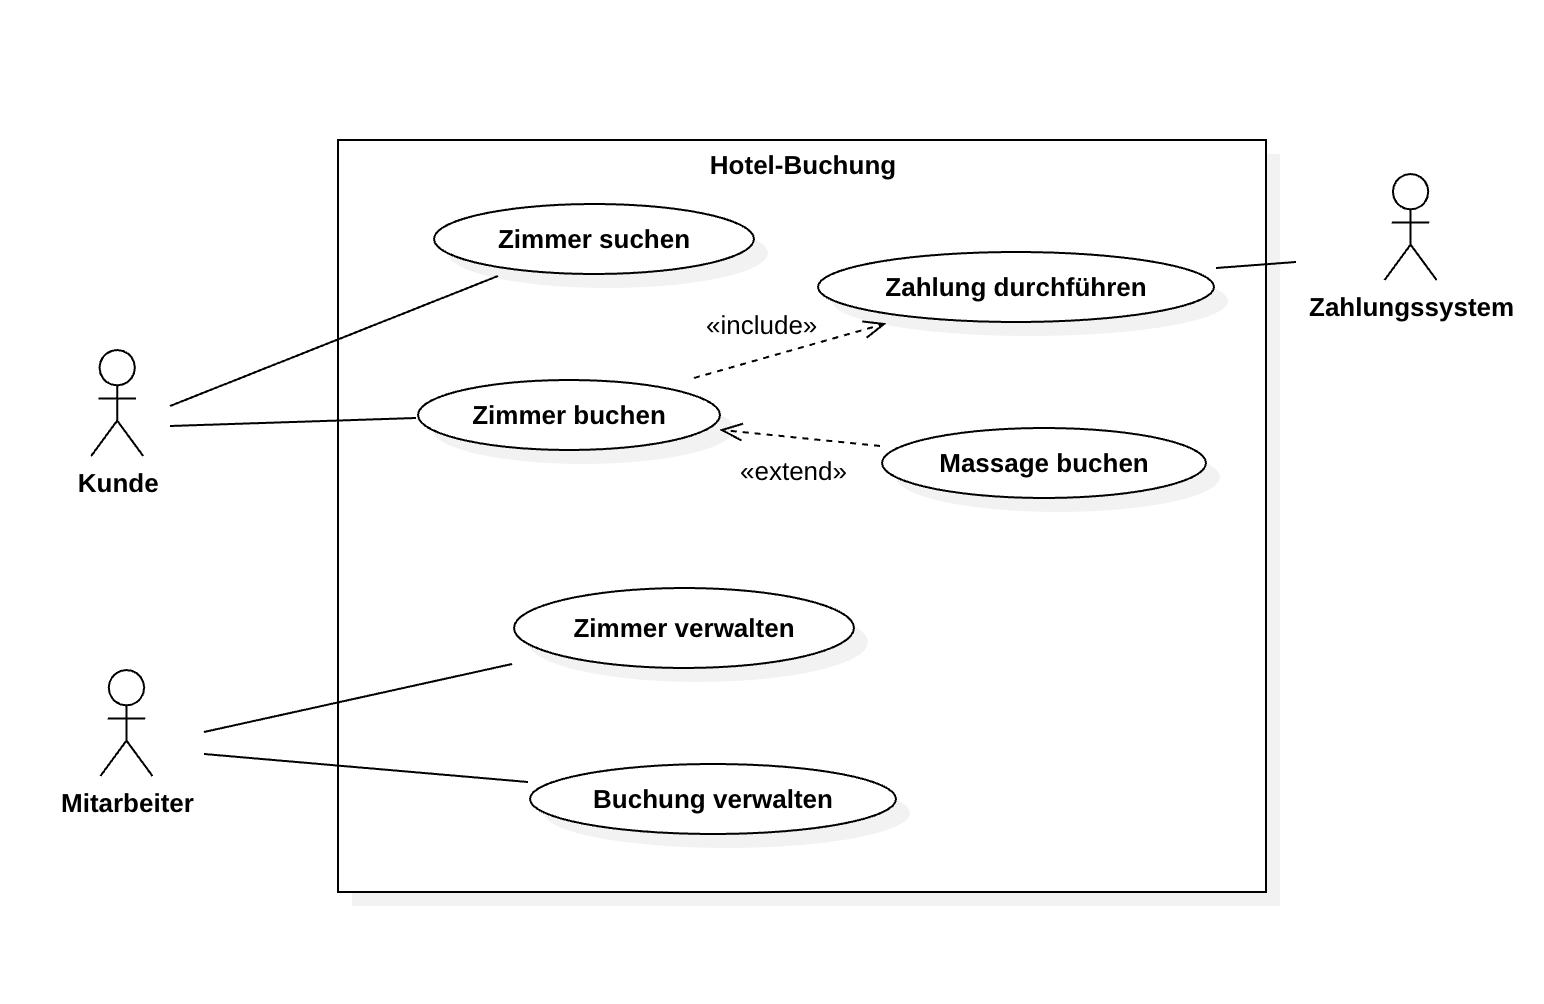 Hotel-Buchung
Zimmer suchen
Zahlung durchführen
Zahlungssystem
«include»
Zimmer buchen
Massage buchen
«extend»
Kunde
Zimmer verwalten
Mitarbeiter
Buchung verwalten